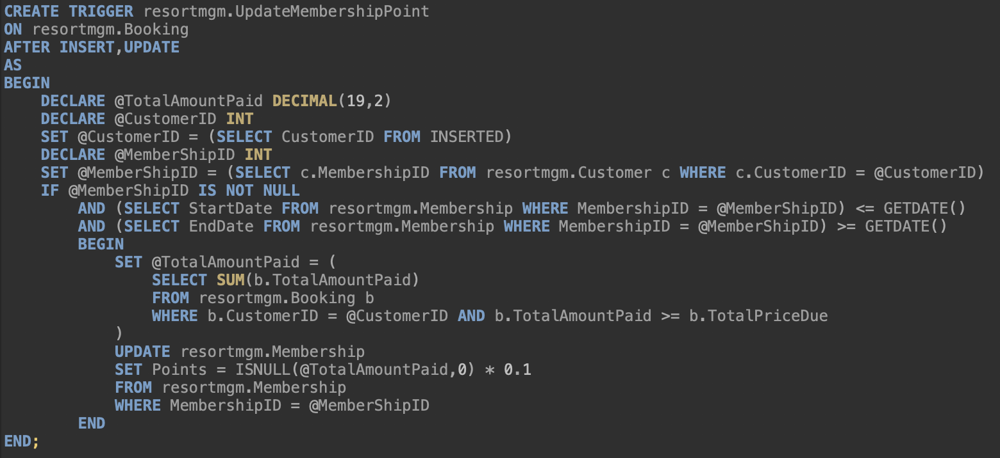 CREATE TRIGGER resortmgm.UpdateMembershipPoint
ON resortmgm.Booking
AFTER INSERT,UPDATE
AS
BEGIN
    DECLARE @TotalAmountPaid DECIMAL(19,2)
    DECLARE @CustomerID INT
    SET @CustomerID = (SELECT CustomerID FROM INSERTED)
    DECLARE @MemberShipID INT
    SET @MemberShipID = (SELECT c.MembershipID FROM resortmgm.Customer c WHERE c.CustomerID = @CustomerID)
    IF @MemberShipID IS NOT NULL
        AND (SELECT StartDate FROM resortmgm.Membership WHERE MembershipID = @MemberShipID) <= GETDATE()
        AND (SELECT EndDate FROM resortmgm.Membership WHERE MembershipID = @MemberShipID) >= GETDATE()
        BEGIN
            SET @TotalAmountPaid = (
                SELECT SUM(b.TotalAmountPaid)
                FROM resortmgm.Booking b
                WHERE b.CustomerID = @CustomerID AND b.TotalAmountPaid >= b.TotalPriceDue
            )
            UPDATE resortmgm.Membership
            SET Points = ISNULL(@TotalAmountPaid,0) * 0.1
            FROM resortmgm.Membership
            WHERE MembershipID = @MemberShipID
        END
END;